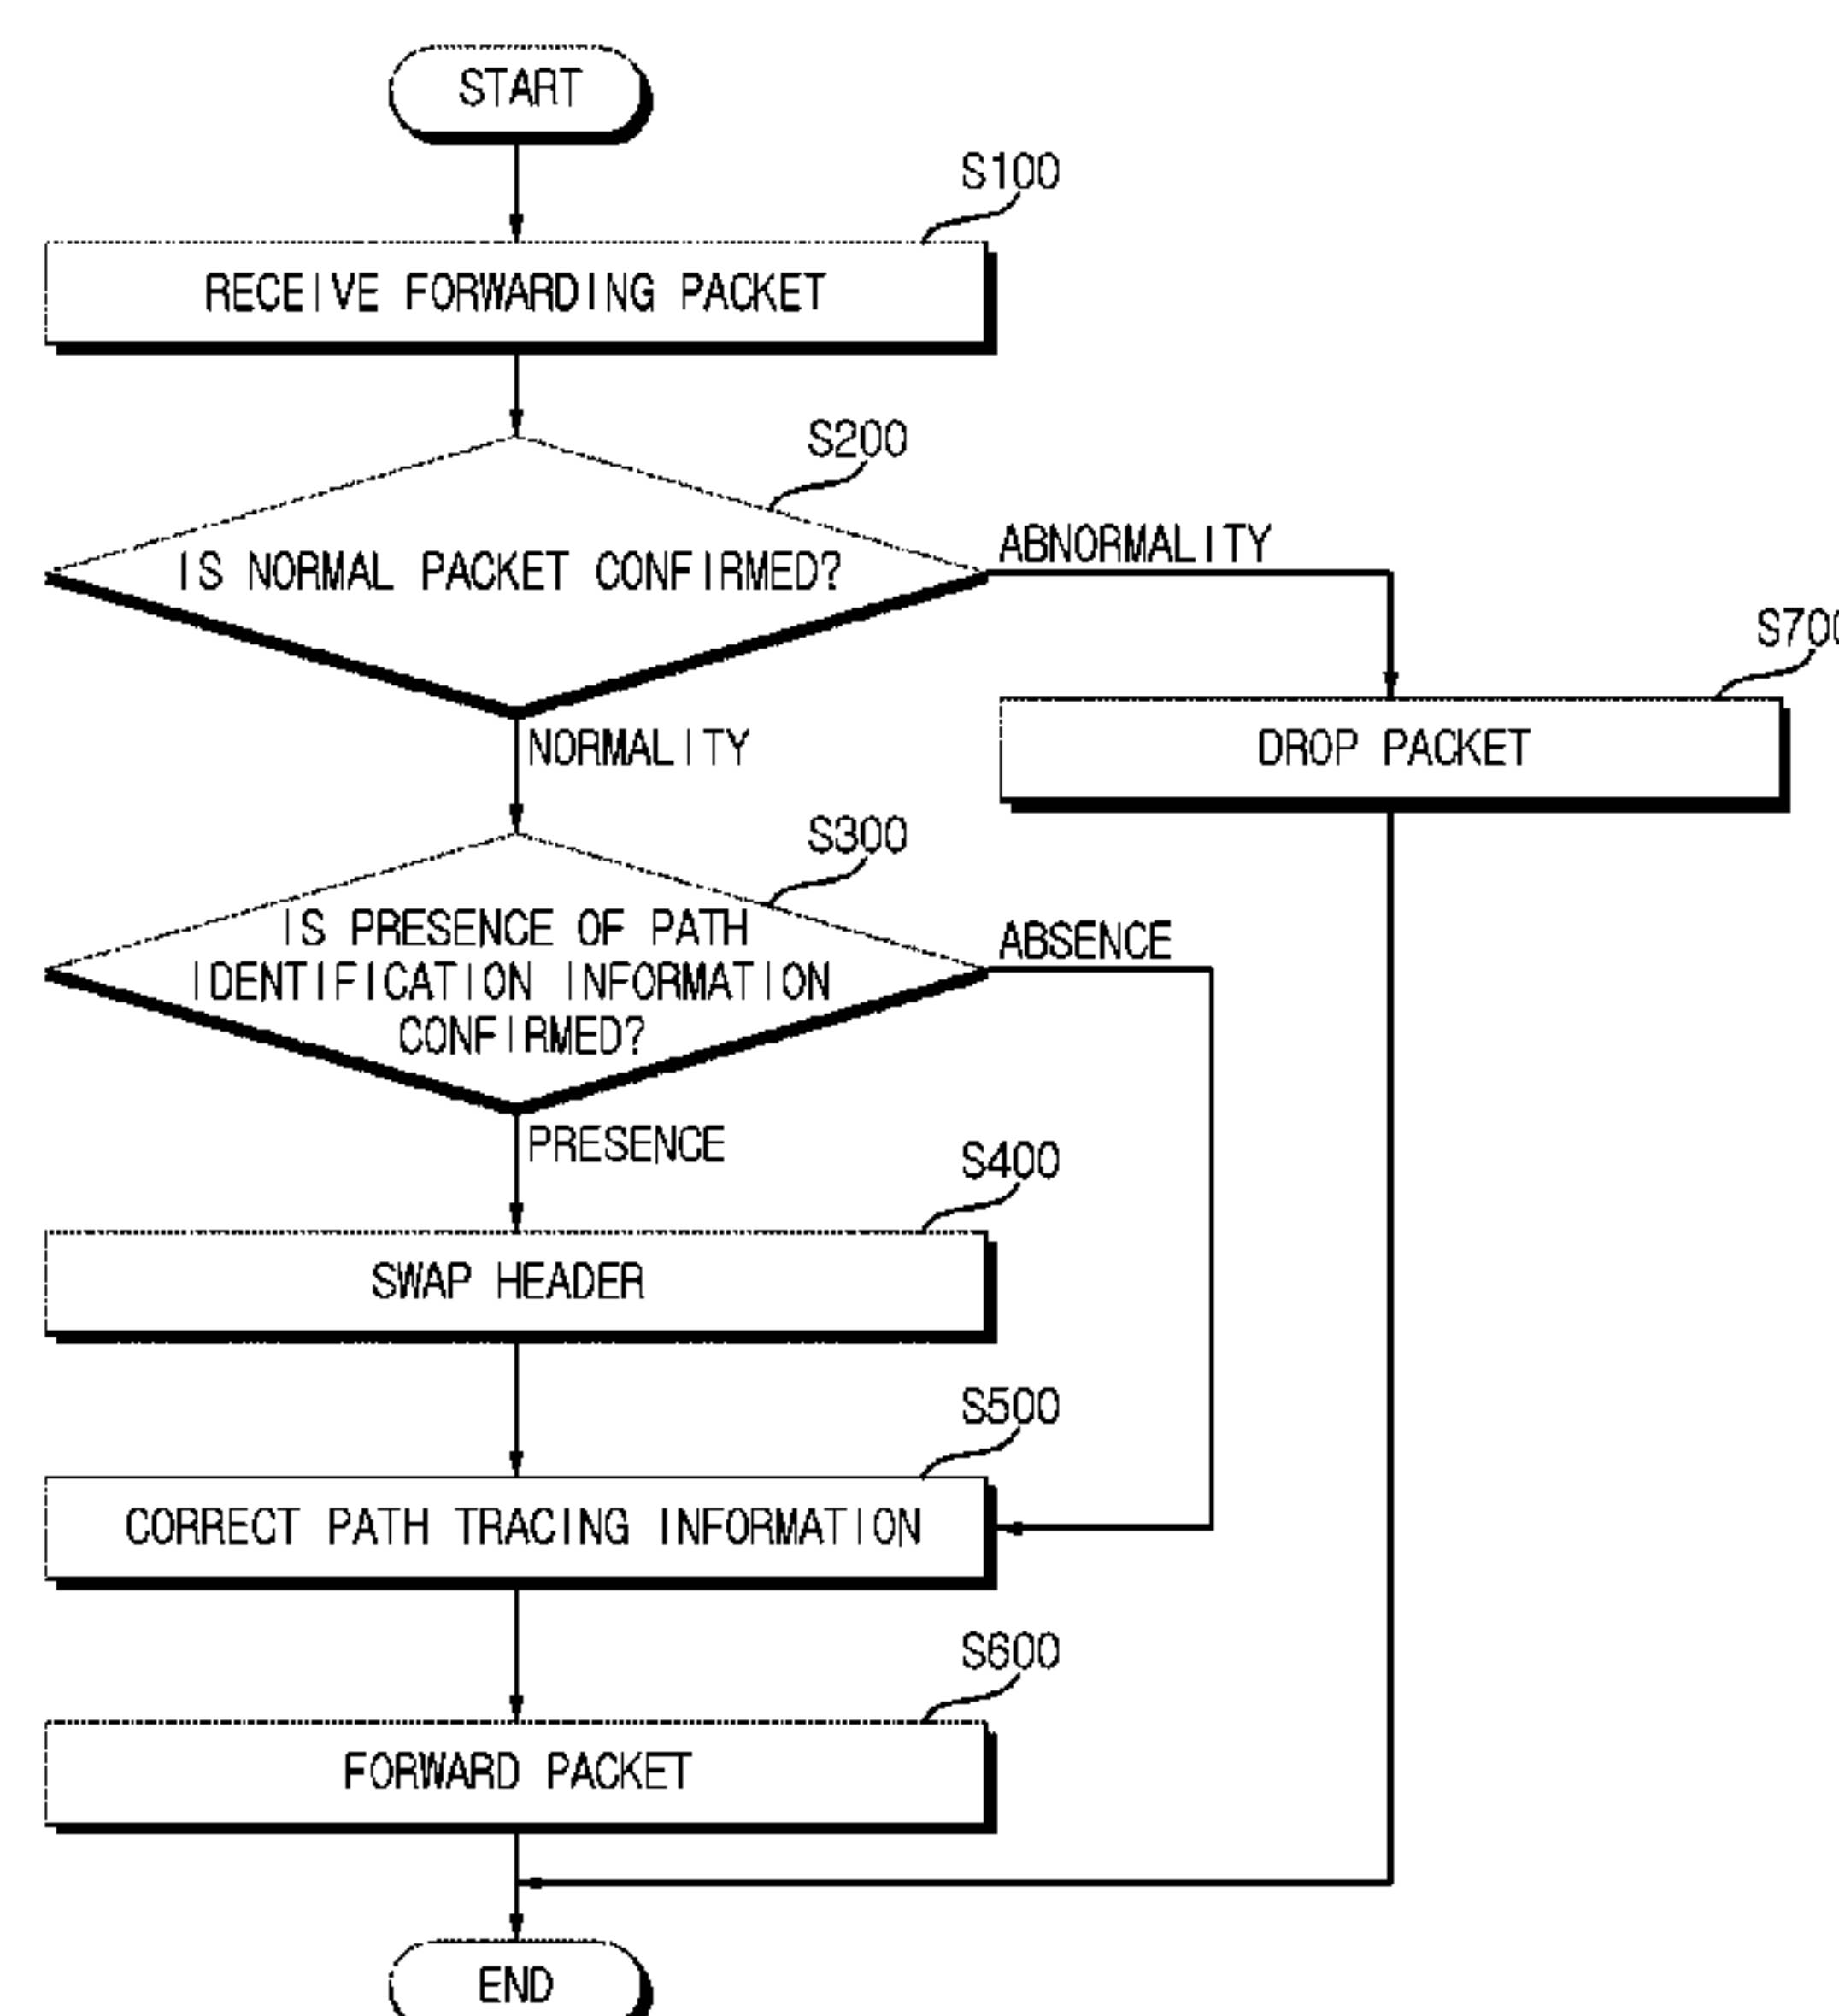 START
S100
RECEIVE FORWARDING PACKET
S200
IS NORMAL PACKET CONFIRMED?
ABNORMALITY
S700
DROP PACKET
NORMALITY
S300
IS PRESENCE OF PATH
IDENTIFICATION INFORMATION
CONFIRMED?
ABSENCE
PRESENCE
S400
SWAP HEADER
S500
CORRECT PATH TRACING INFORMATION
S600
FORWARD PACKET
END